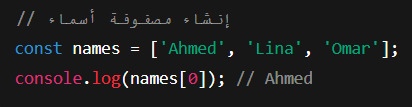 // إنشاء مصفوفة أسماء
const names = ['Ahmed', 'Lina', 'Omar'];
console.log(names[0]); // Ahmed